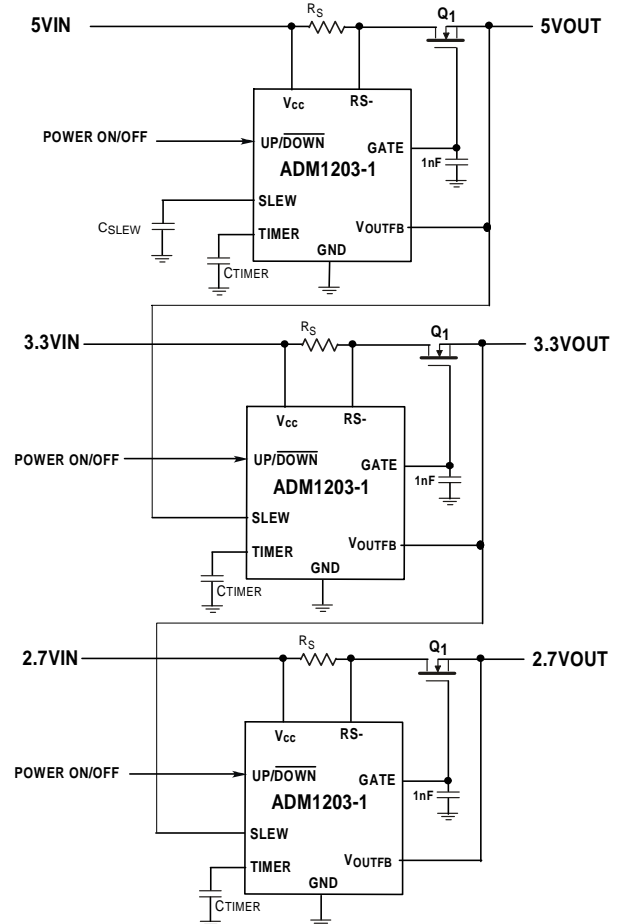 5VIN
RS
Q1
5VOUT
Vcc
RS-
POWER ON/OFF
UP/DOWN
GATE
ADM1203-1
1nF
SLEW
CSLEW
TIMER
VOUTFB
GND
CTIMER
3.3VIN
RS
Q1
3.3VOUT
Vcc
RS-
POWER ON/OFF
UP/DOWN
GATE
ADM1203-1
1nF
SLEW
TIMER
VOUTFB
GND
CTIMER
2.7VIN
RS
Q1
2.7VOUT
Vcc
RS-
POWER ON/OFF
UP/DOWN
GATE
ADM1203-1
1nF
SLEW
TIMER
VOUTFB
GND
CTIMER